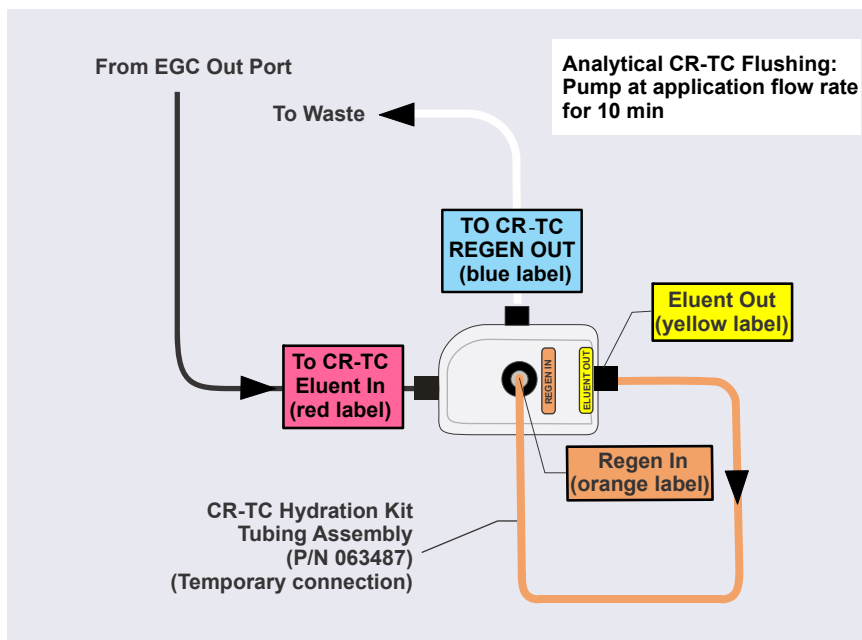 From EGC Out Port
Analytical CR-TC Flushing:
Pump at application flow rate
for 10 min
To Waste
TO CR-TC
REGEN OUT
(blue label)
Eluent Out
(yellow label)
To CR-TC
Eluent In
(red label)
REGEN IN
ELUENT OUT
Regen In
(orange label)
CR-TC Hydration Kit
Tubing Assembly
(P/N 063487)
(Temporary connection)